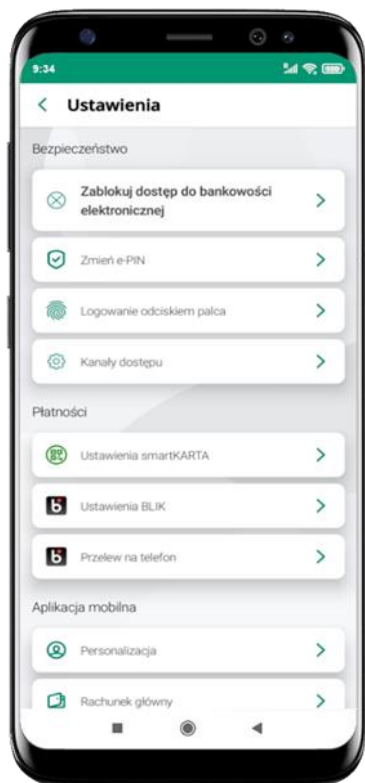 9:34
Ustawienia
Bezpieczeństwo
Zablokuj dostęp do bankowości
elektronicznej
Zmień e-PIN
Logowanie odciskiem palca
Kanały dostępu
Płatności
Ustawienia smartKARTA
Ustawienia BLIK
Przelew na telefon
Aplikacja mobilna
Personalizacja
Rachunek główny